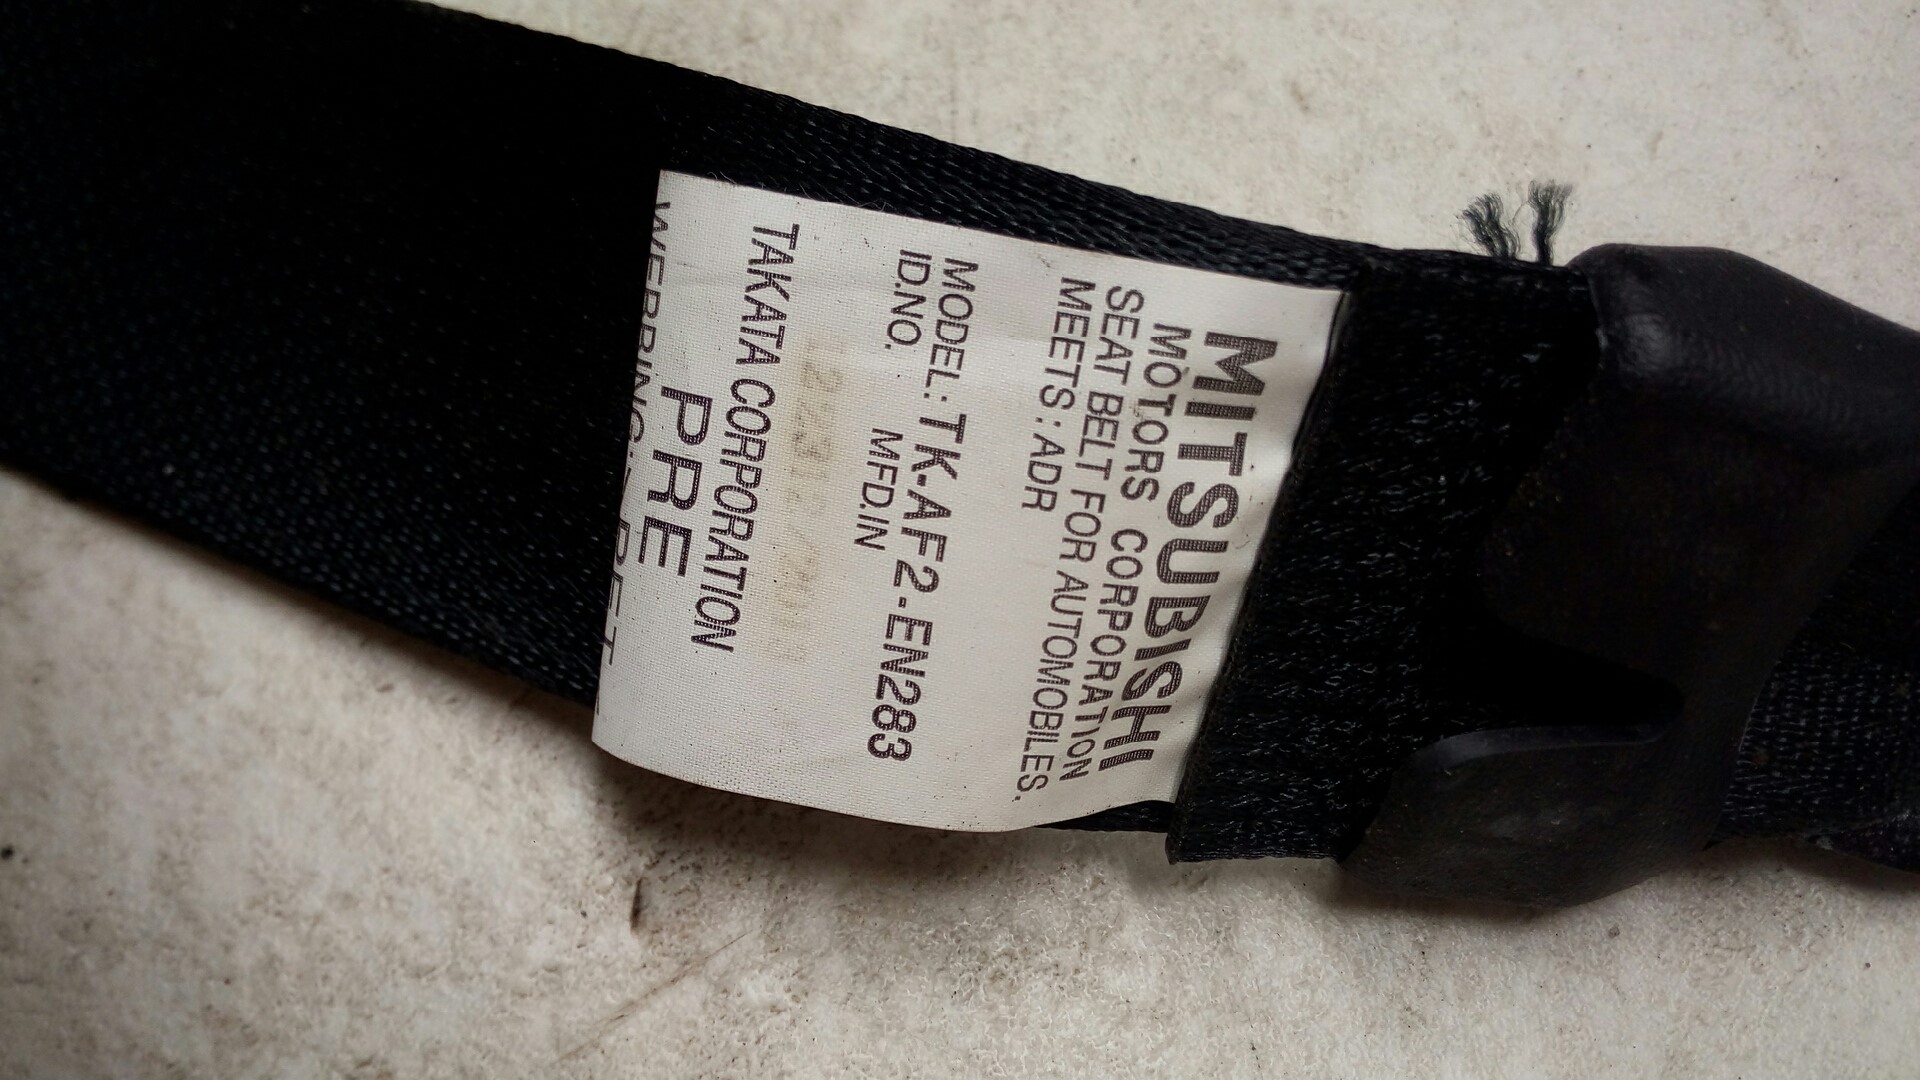 MITSUBISHI
MOTORS CORPORATION
SEAT BELT FOR AUTOMOBILES.
MEETS : ADR
MODEL : TK-AF2-EN283
ID.NO. MFD.IN
TAKATA CORPORATION
PRE
WEBBING: